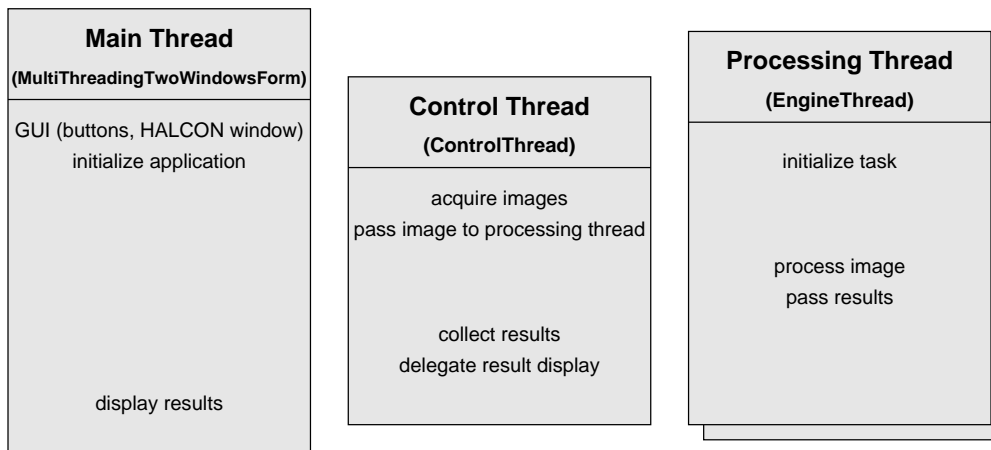 Main Thread
(MultiThreadingTwoWindowsForm)
GUI (buttons, HALCON window)
initialize application
display results
Control Thread
(ControlThread)
acquire images
pass image to processing thread
collect results
delegate result display
Processing Thread
(EngineThread)
initialize task
process image
pass results